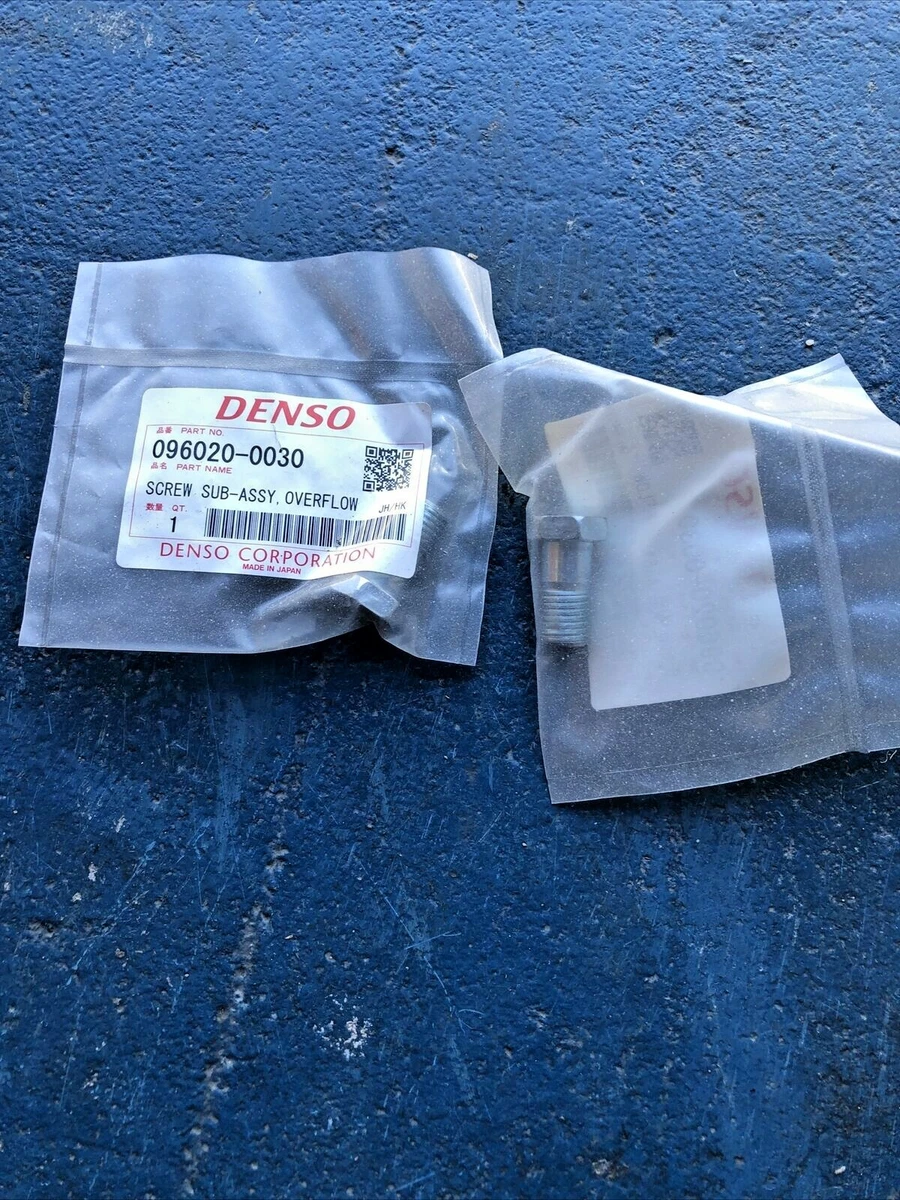 DENSO
品番 PART NO.
096020-0030
品名 PART NAME
SCREW SUB-ASSY, OVERFLOW
JH/HK
数量 QT.
1
DENSO CORPORATION
MADE IN JAPAN